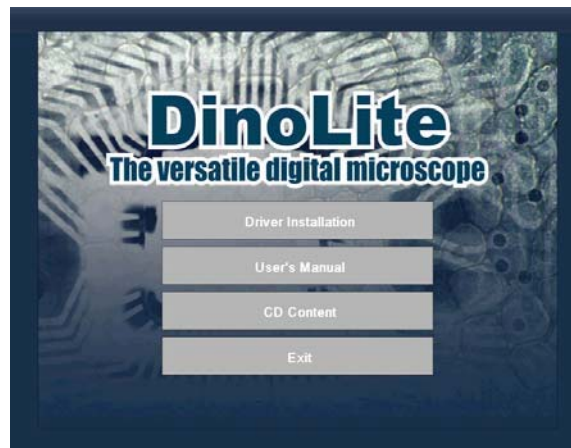 DinoLite
The versatile digital microscope
Driver Installation
User's Manual
CD Content
Exit